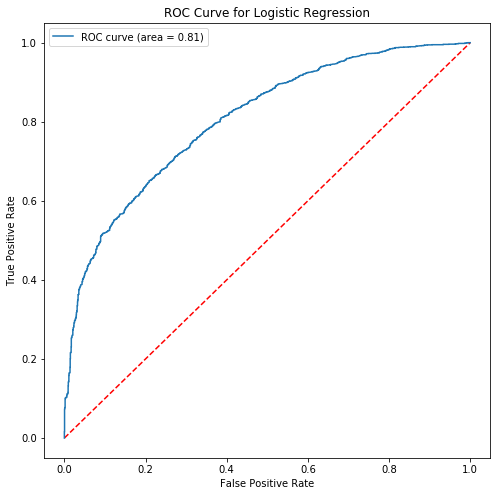 ROC Curve for Logistic Regression
ROC curve (area = 0.81)
1.0
0.8
0.6
0.4
0.2
0.0
True Positive Rate
0.0 0.2 0.4 0.6 0.8 1.0
False Positive Rate